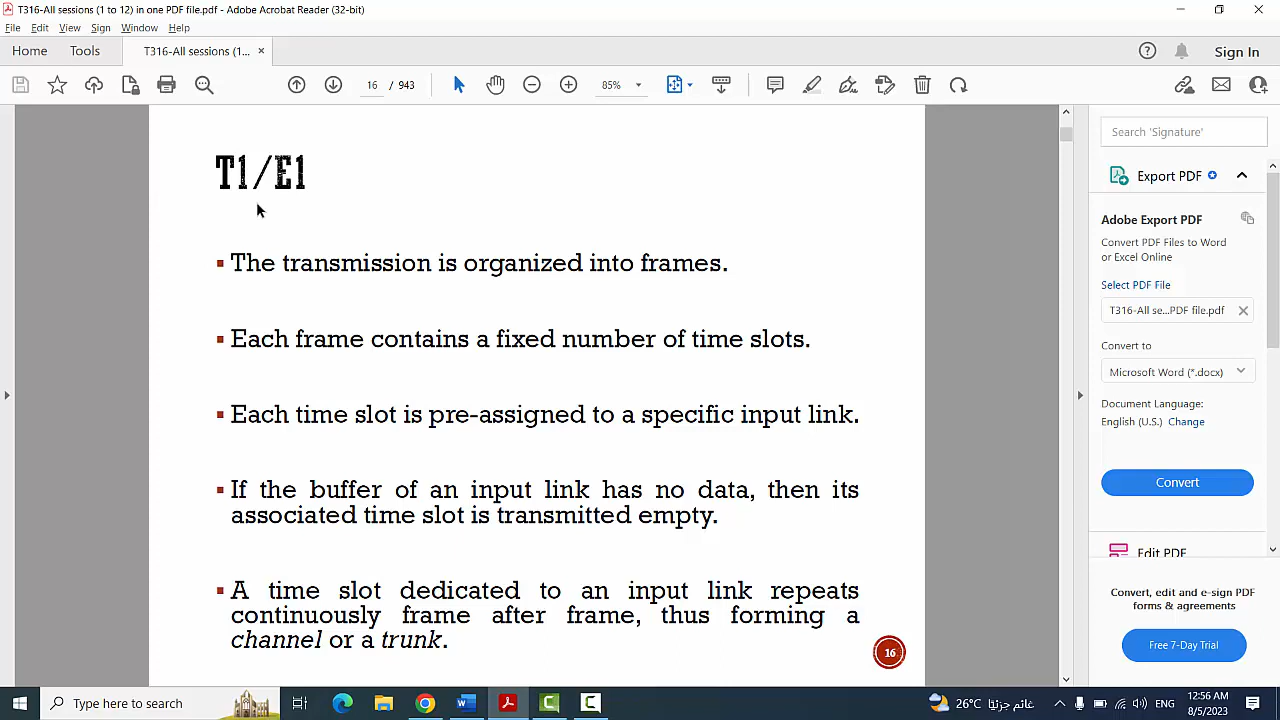 T316-All sessions (1 to 12) in one PDF file.pdf - Adobe Acrobat Reader (32-bit)
File Edit View Sign Window Help
Home Tools T316-All sessions (1... × Sign In
16 / 943 85%
T1/E1
The transmission is organized into frames.
Each frame contains a fixed number of time slots.
Each time slot is pre-assigned to a specific input link.
If the buffer of an input link has no data, then its
associated time slot is transmitted empty.
A time slot dedicated to an input link repeats
continuously frame after frame, thus forming a
channel or a trunk.
16
Search 'Signature'
Export PDF
Adobe Export PDF
Convert PDF Files to Word
or Excel Online
Select PDF File
T316-All se...PDF file.pdf
Convert to
Microsoft Word (*.docx)
Document Language:
English (U.S.) Change
Convert
Edit PDF
Convert, edit and e-sign PDF
forms & agreements
Free 7-Day Trial
Type here to search
26°C غائم جزئيًا ENG
12:56 AM
8/5/2023